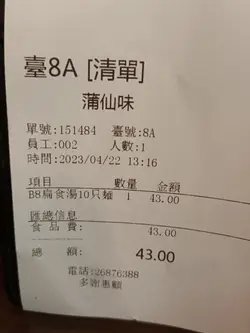 臺8A [清單]
蒲仙味
單號:151484 臺號:8A
員工:002 人數:1
時間:2023/04/22 13:16
項目 數量 金額
B8扁食湯10只麵 1 43.00
匯總信息
食品費: 43.00
總 額: 43.00
電話:26876388
多謝惠顧